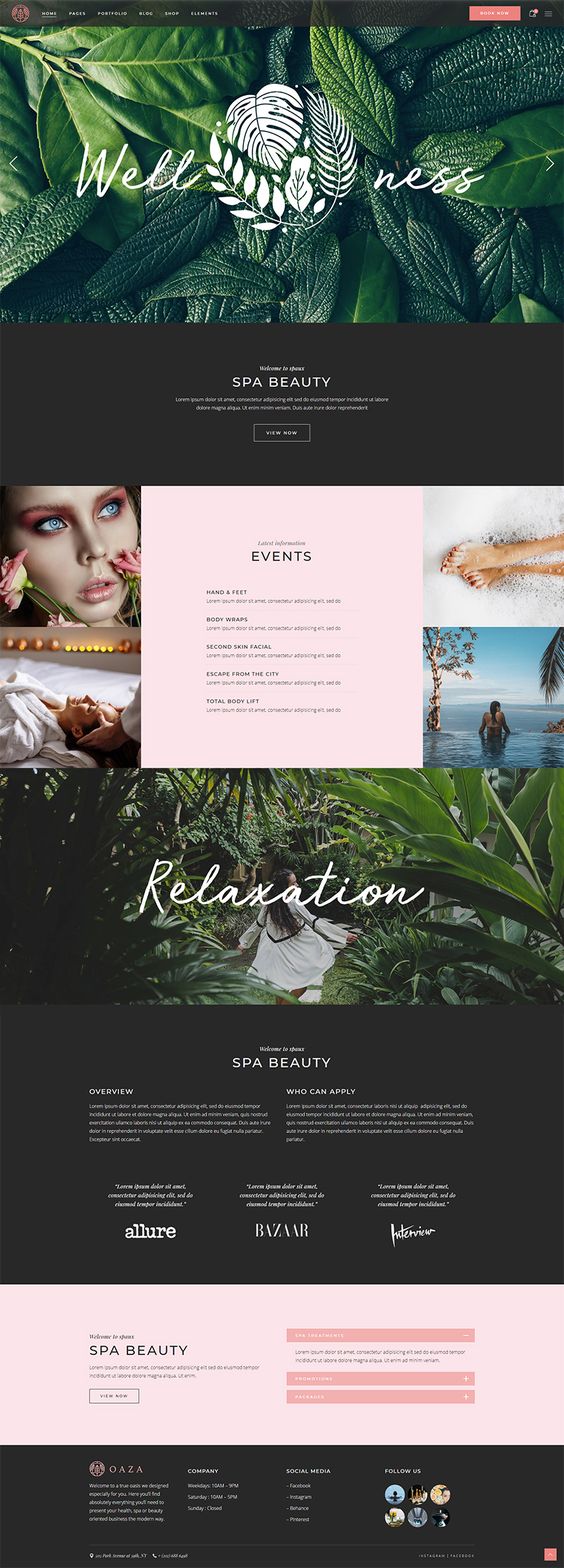 HOME PAGES PORTFOLIO BLOG SHOP ELEMENTS
BOOK NOW
Well ness
Welcome to spaux
SPA BEAUTY
Lorem ipsum dolor sit amet, consectetur adipisicing elit, sed do eiusmod tempor incididunt ut labore
dolore magna aliqua. Ut enim minim veniam. Duis aute irure dolor reprehenderit
VIEW NOW
Latest information
EVENTS
HAND & FEET
Lorem ipsum dolor sit amet, consectetur adipisicing elit, sed do
BODY WRAPS
Lorem ipsum dolor sit amet, consectetur adipisicing elit, sed do
SECOND SKIN FACIAL
Lorem ipsum dolor sit amet, consectetur adipisicing elit, sed do
ESCAPE FROM THE CITY
Lorem ipsum dolor sit amet, consectetur adipisicing elit, sed do
TOTAL BODY LIFT
Lorem ipsum dolor sit amet, consectetur adipisicing elit, sed do
Relaxation
Welcome to spaux
SPA BEAUTY
OVERVIEW
Lorem ipsum dolor sit amet, consectetur adipisicing elit, sed do eiusmod tempor
incididunt ut labore et dolore magna aliqua. Ut enim ad minim veniam, quis nostrud
exercitation ullamco laboris nisi ut aliquip ex ea commodo consequat. Duis aute irure
dolor in reprehenderit in voluptate velit esse cillum dolore eu fugiat nulla pariatur.
Excepteur sint occaecat.
WHO CAN APPLY
Lorem ipsum dolor sit amet, consectetur laboris nisi ut aliquip adipisicing elit, sed do
eiusmod tempor incididunt ut labore et dolore magna aliqua. Ut enim ad minim
veniam, quis nostrud exercitation ullamco ex ea commodo consequat. Duis aute
irure dolor in reprehenderit in voluptate velit esse cillum dolore eu fugiat nulla
pariatur.
"Lorem ipsum dolor sit amet,
consectetur adipisicing elit, sed do
eiusmod tempor incididunt."
allure
"Lorem ipsum dolor sit amet,
consectetur adipisicing elit, sed do
eiusmod tempor incididunt."
BAZAAR
"Lorem ipsum dolor sit amet,
consectetur adipisicing elit, sed do
eiusmod tempor incididunt."
Interview
Welcome to spaux
SPA BEAUTY
Lorem ipsum dolor sit amet, consectetur adipisicing elit, sed do eiusmod tempor
incididunt ut labore et dolore magna aliqua. Ut enim.
VIEW NOW
SPA TREATMENTS
Lorem ipsum dolor sit amet, consectetur adipisicing elit, sed do eiusmod tempor
incididunt ut labore et dolore magna aliqua. Ut enim ad minim veniam.
PROMOTIONS
PACKAGES
OAZA
Welcome to a true oasis we designed
especially for you. Here you'll find
absolutely everything you'll need to
present your health, spa or beauty
oriented business the modern way.
COMPANY
Weekdays: 10AM – 9PM
Saturday : 10AM – 5PM
Sunday : Closed
SOCIAL MEDIA
– Facebook
– Instagram
– Behance
– Pinterest
FOLLOW US
INSTAGRAM | FACEBOOK